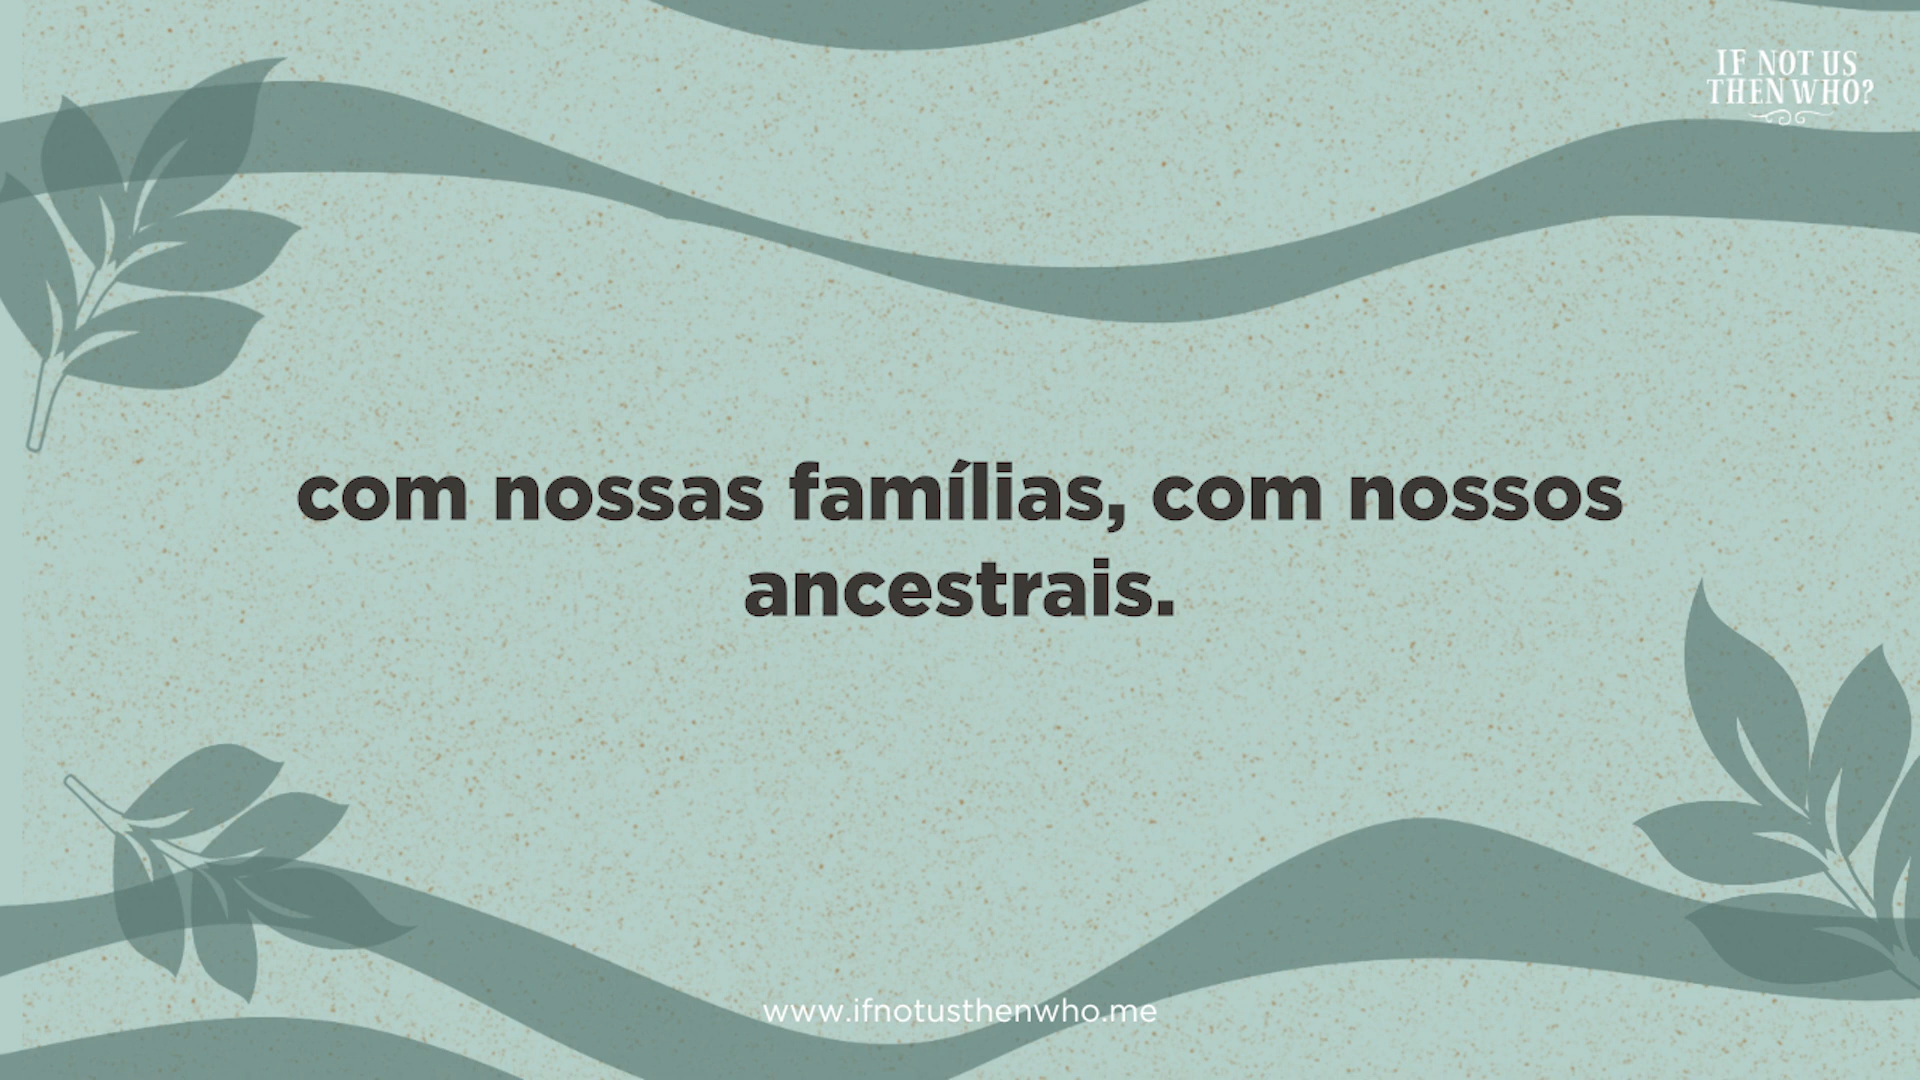 IF NOT US
THEN WHO?
com nossas famílias, com nossos
ancestrais.
www.ifnotusthenwho.me